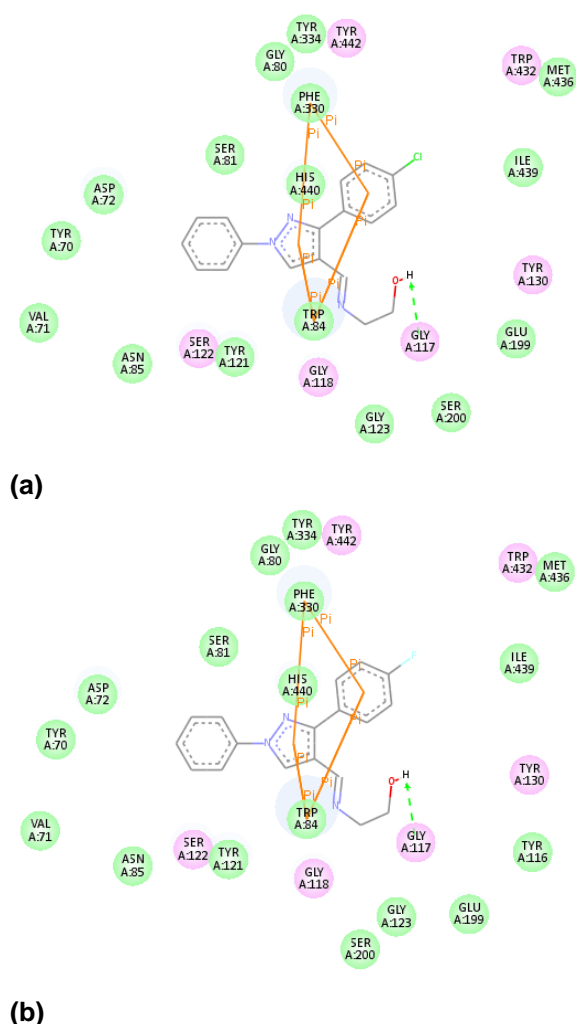 TYR
A:334
TYR
A:442
GLY
A:80
TRP
A:432
MET
A:436
PHE
A:330
Pi
Pi
SER
A:81
Cl
ILE
A:439
HIS
A:440
ASP
A:72
Pi
N
Pi
TYR
A:70
N
Pi
Pi
H
TYR
A:130
O
Pi
N
VAL
A:71
TRP
A:84
SER
A:122
TYR
A:121
GLY
A:117
GLU
A:199
ASN
A:85
GLY
A:118
GLY
A:123
SER
A:200
(a)
TYR
A:334
TYR
A:442
GLY
A:80
TRP
A:432
MET
A:436
PHE
A:330
Pi
Pi
SER
A:81
F
ILE
A:439
HIS
A:440
Pi
ASP
A:72
Pi
N
Pi
TYR
A:70
N
Pi
Pi
H
TYR
A:130
O
Pi
N
VAL
A:71
TRP
A:84
SER
A:122
TYR
A:121
GLY
A:117
TYR
A:116
ASN
A:85
GLY
A:118
GLY
A:123
GLU
A:199
SER
A:200
(b)